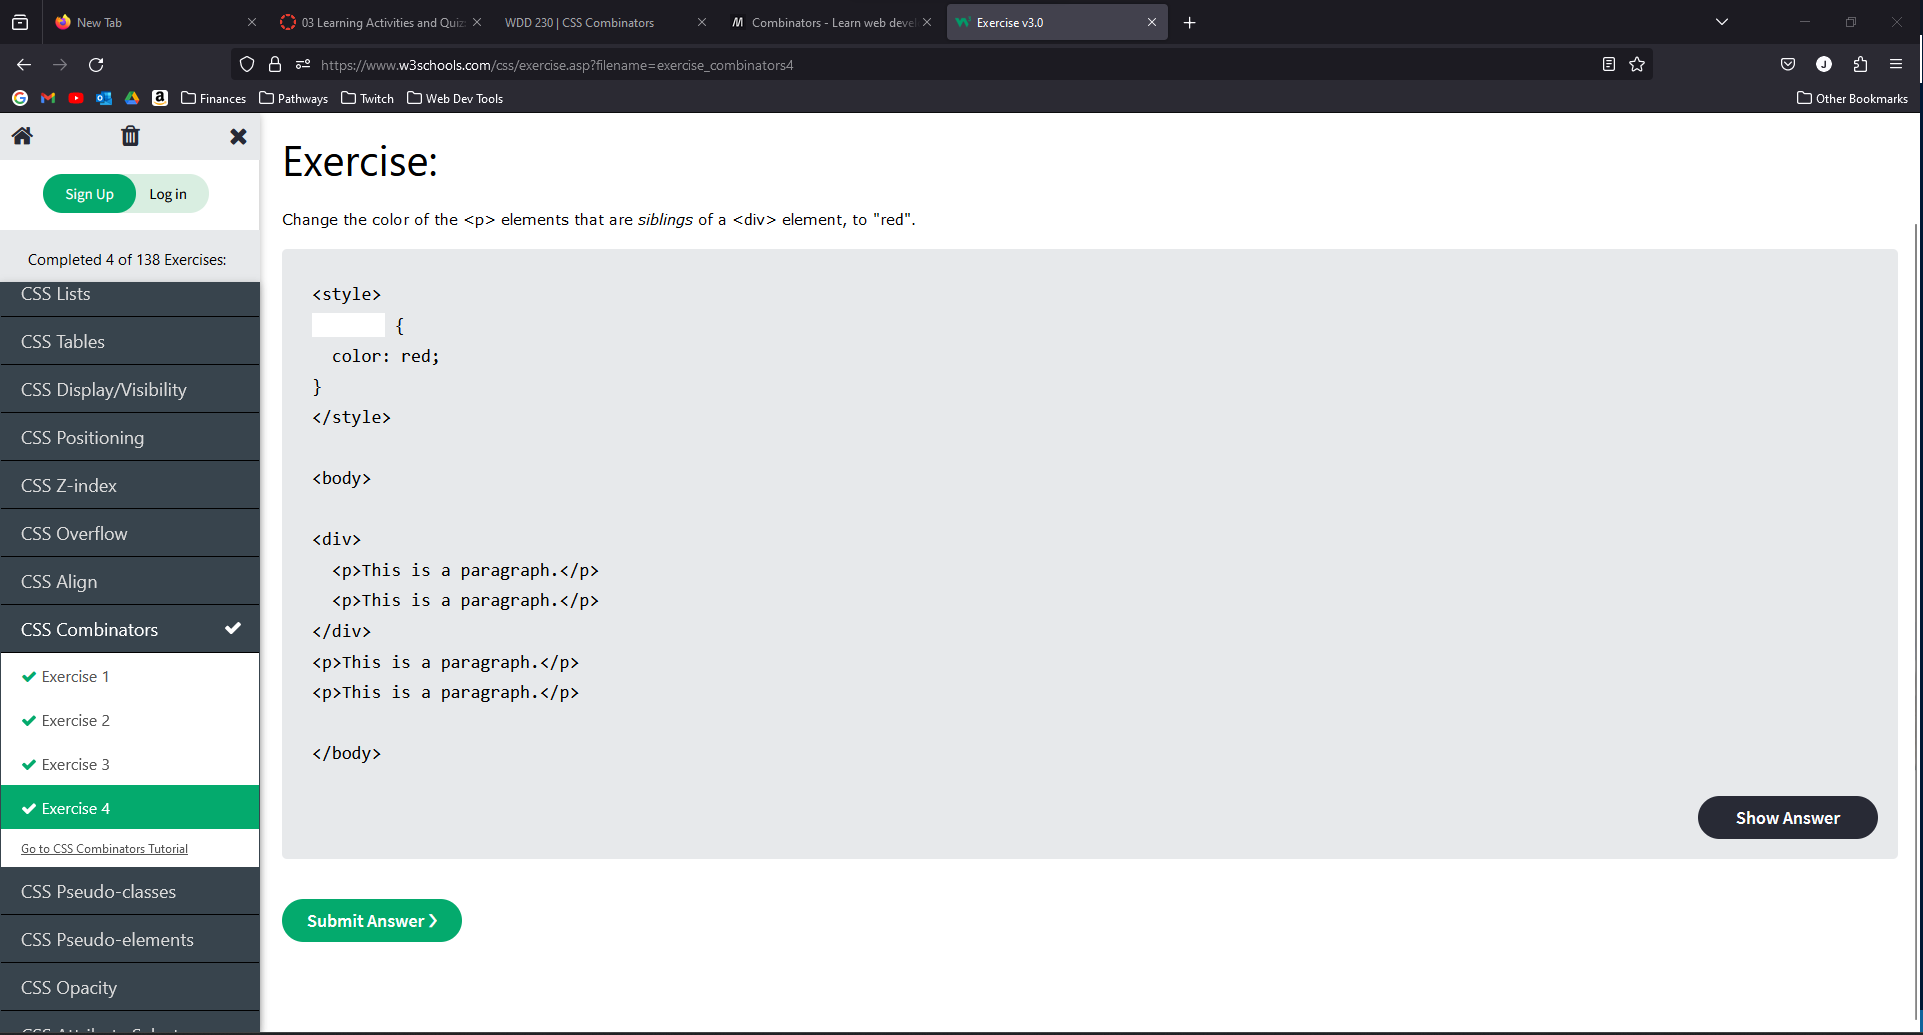 New Tab
03 Learning Activities and Quiz
WDD 230 | CSS Combinators
Combinators - Learn web devel
Exercise v3.0
https://www.w3schools.com/css/exercise.asp?filename=exercise_combinators4
J
Finances
Pathways
Twitch
Web Dev Tools
Other Bookmarks
Sign Up
Log in
Completed 4 of 138 Exercises:
CSS Lists
CSS Tables
CSS Display/Visibility
CSS Positioning
CSS Z-index
CSS Overflow
CSS Align
CSS Combinators
Exercise 1
Exercise 2
Exercise 3
Exercise 4
Go to CSS Combinators Tutorial
CSS Pseudo-classes
CSS Pseudo-elements
CSS Opacity
Exercise:
Change the color of the <p> elements that are siblings of a <div> element, to "red".
<style>
{
color: red;
}
</style>
<body>
<div>
<p>This is a paragraph.</p>
<p>This is a paragraph.</p>
</div>
<p>This is a paragraph.</p>
<p>This is a paragraph.</p>
</body>
Show Answer
Submit Answer ❯